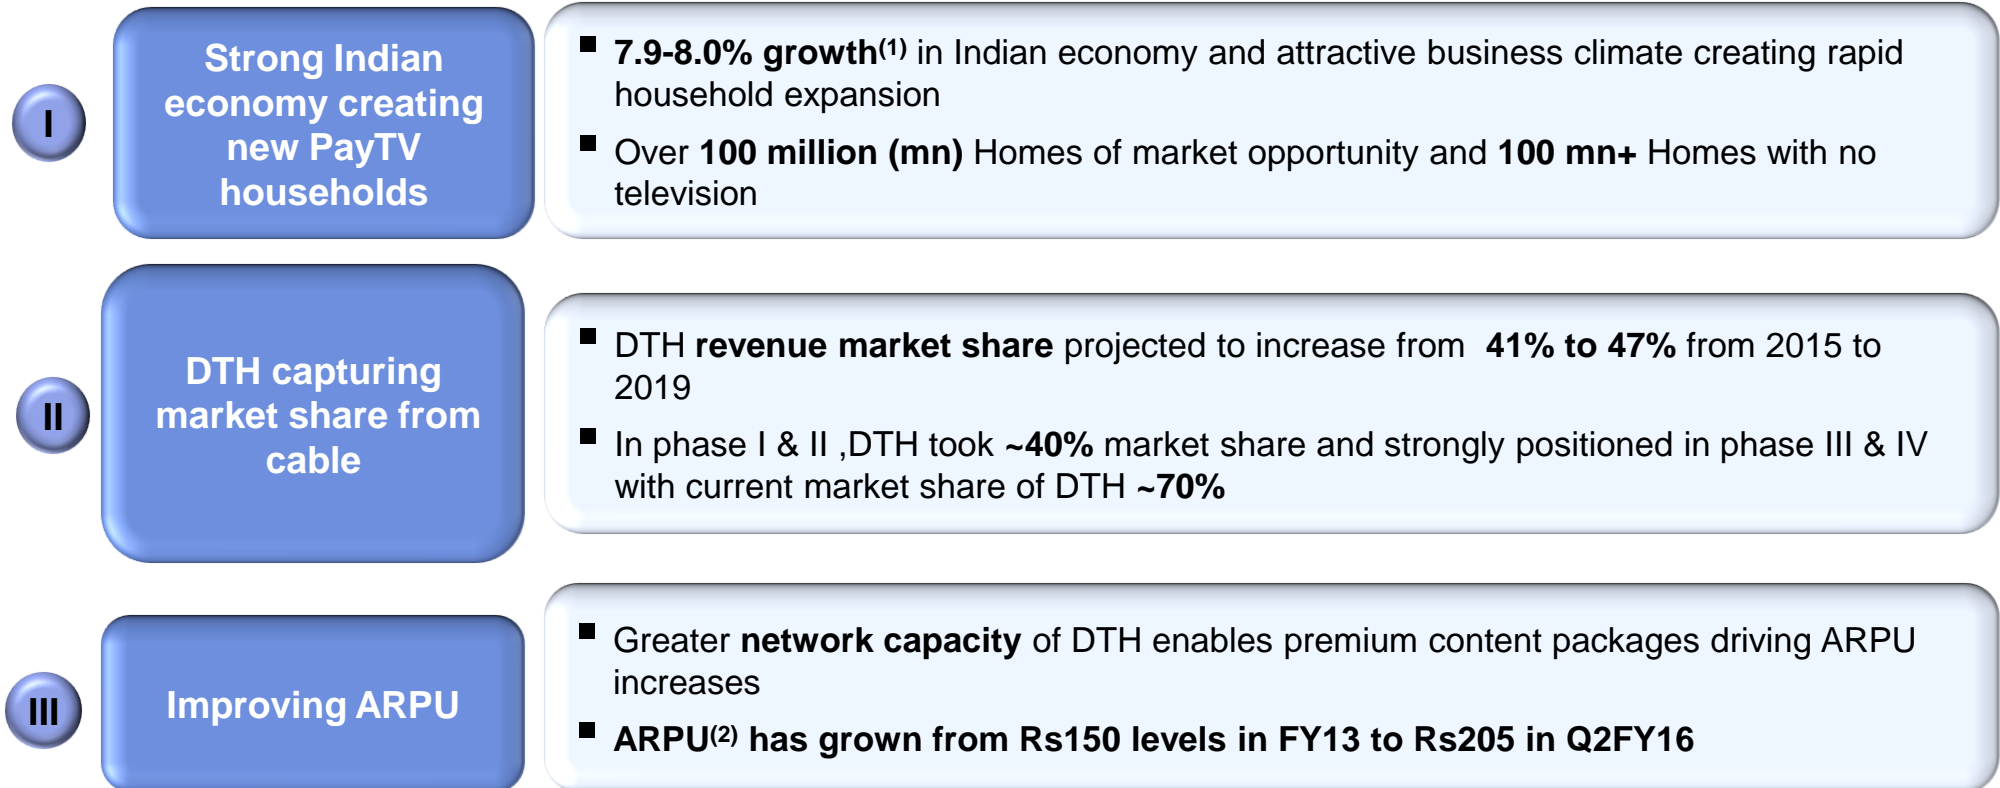 I
Strong Indian
economy creating
new PayTV
households
▪ 7.9-8.0% growth(1) in Indian economy and attractive business climate creating rapid
household expansion
▪ Over 100 million (mn) Homes of market opportunity and 100 mn+ Homes with no
television
II
DTH capturing
market share from
cable
▪ DTH revenue market share projected to increase from 41% to 47% from 2015 to
2019
▪ In phase I & II ,DTH took ~40% market share and strongly positioned in phase III & IV
with current market share of DTH ~70%
III
Improving ARPU
▪ Greater network capacity of DTH enables premium content packages driving ARPU
increases
▪ ARPU(2) has grown from Rs150 levels in FY13 to Rs205 in Q2FY16